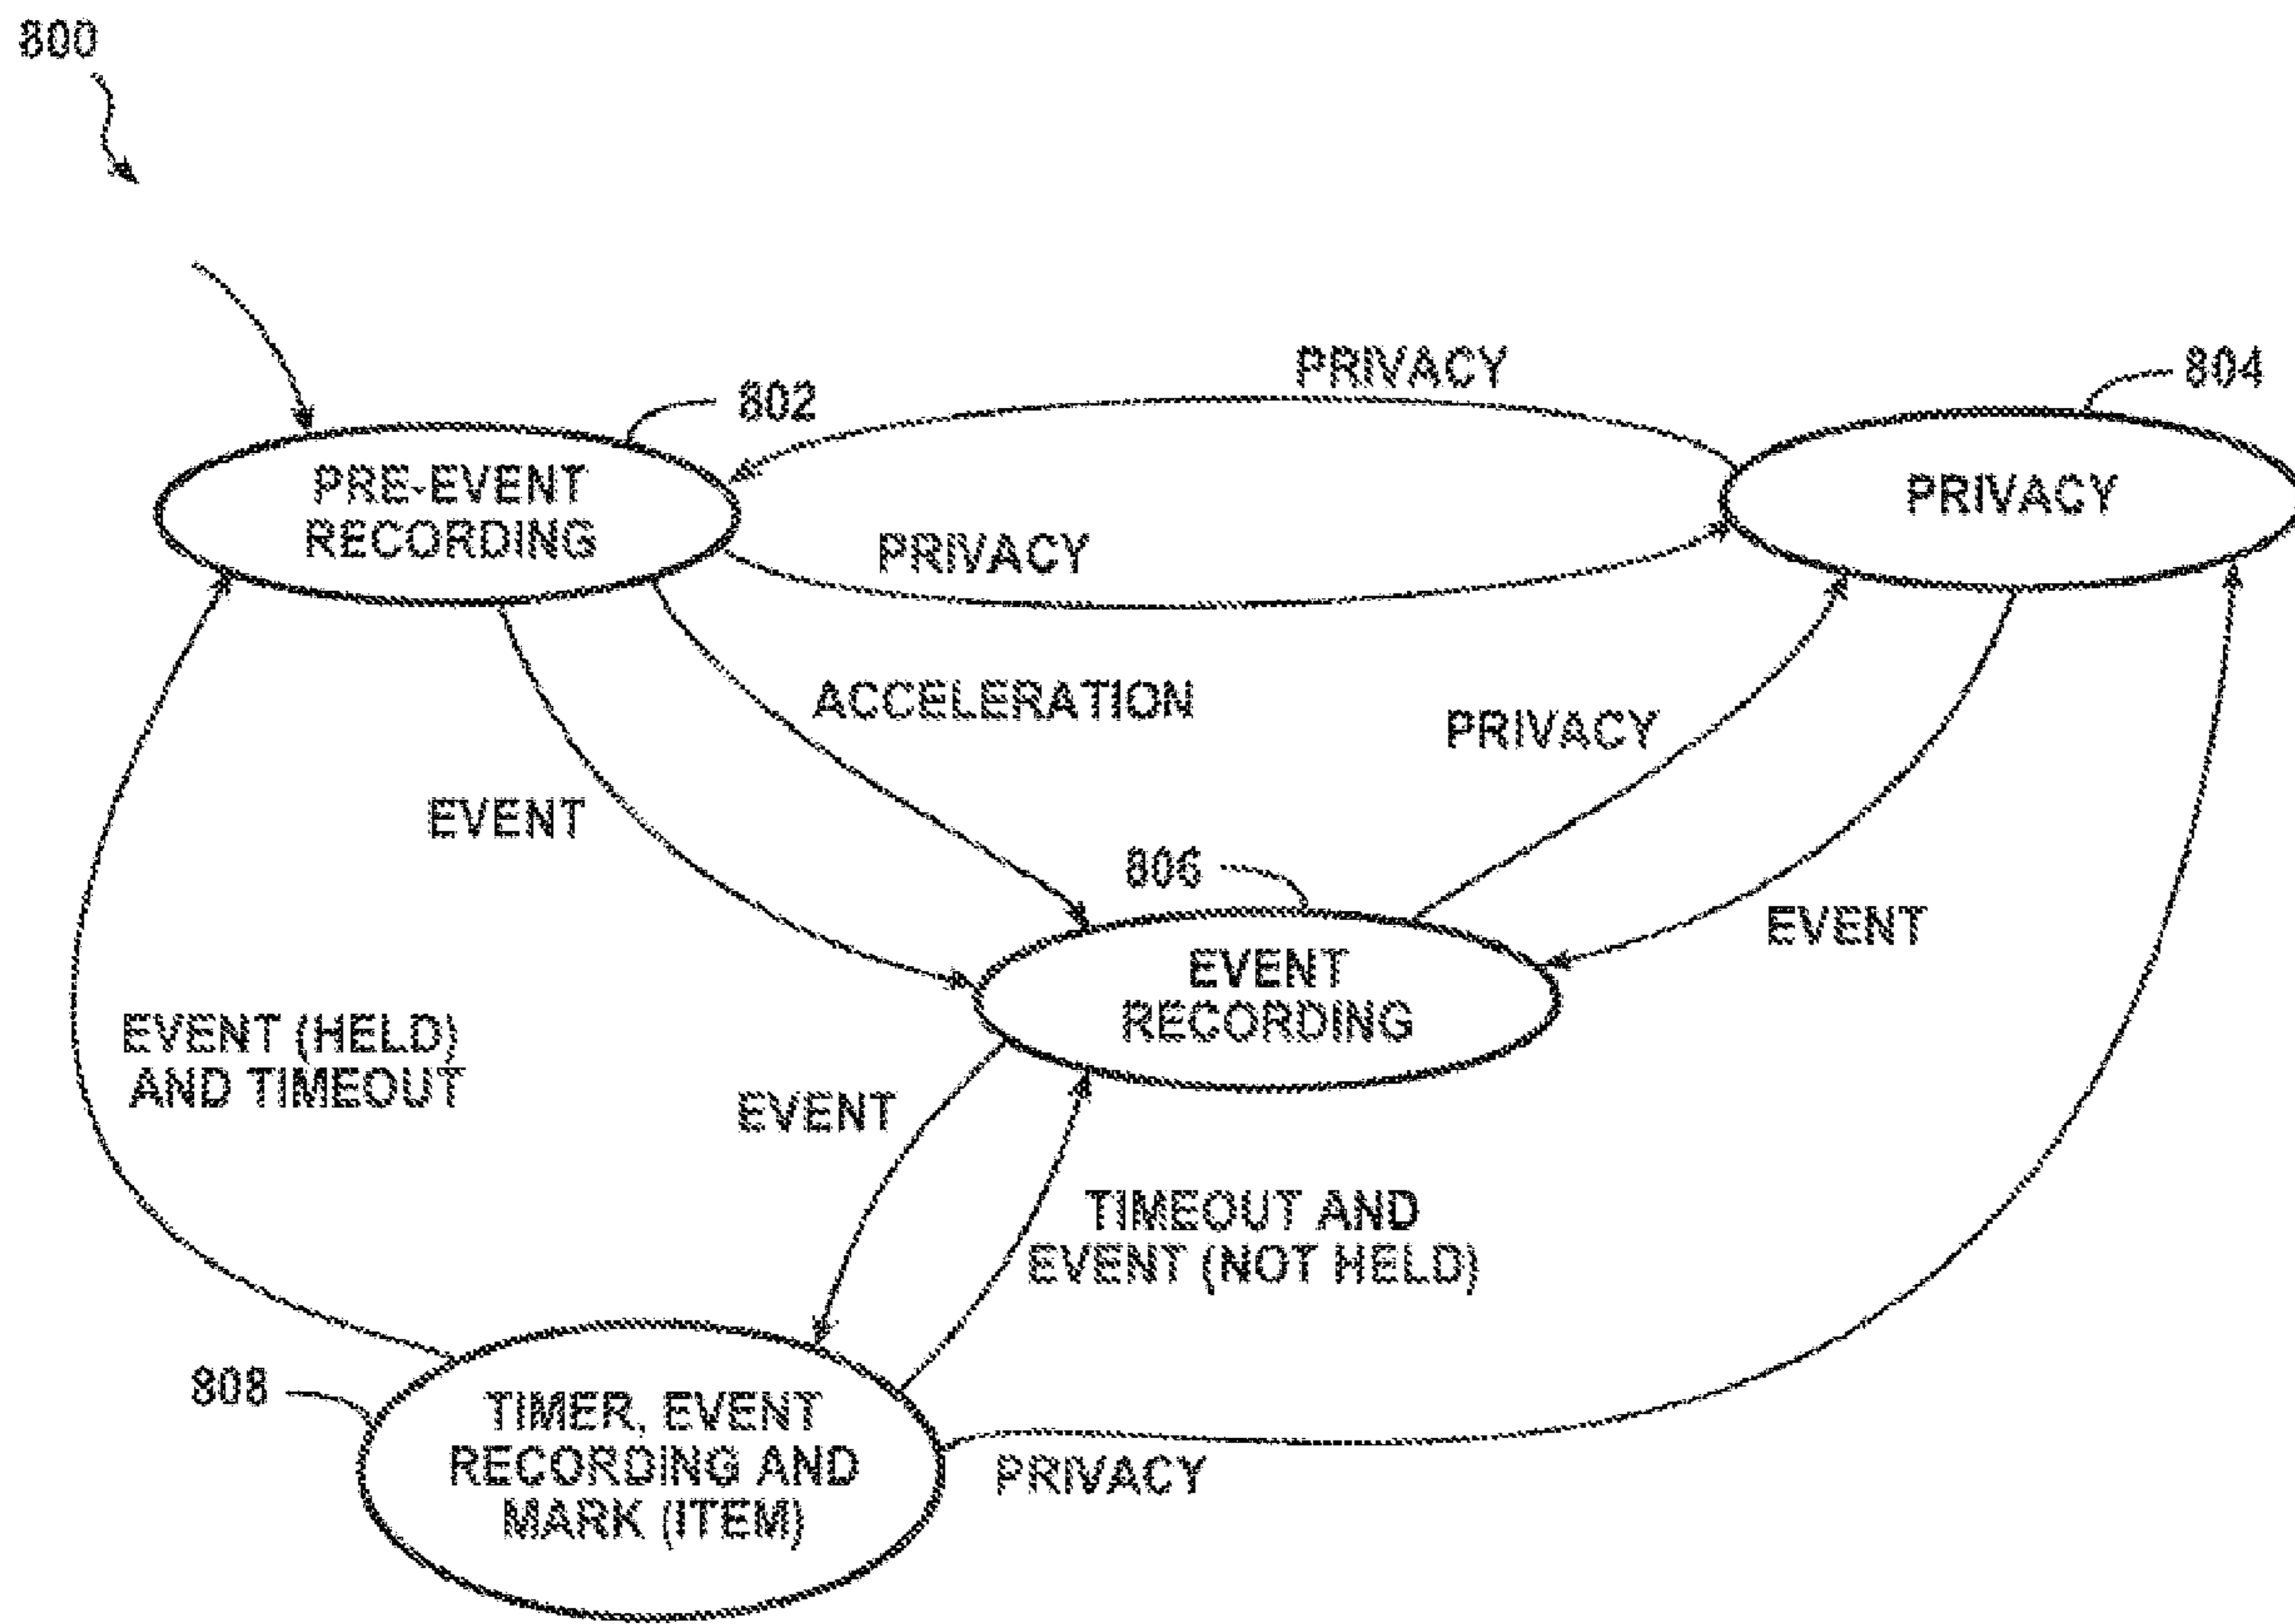 800
PRIVACY
804
802
PRE-EVENT
RECORDING
PRIVACY
PRIVACY
ACCELERATION
PRIVACY
EVENT
806
EVENT
EVENT
RECORDING
EVENT (HELD)
AND TIMEOUT
EVENT
TIMEOUT AND
EVENT (NOT HELD)
808
TIMER, EVENT
RECORDING AND
MARK (ITEM)
PRIVACY